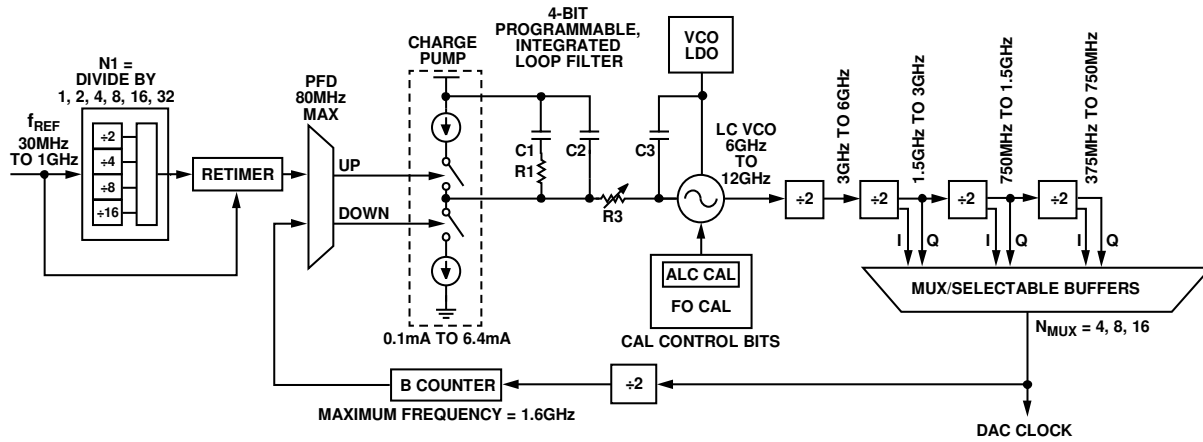 N1 =
DIVIDE BY
1, 2, 4, 8, 16, 32
fREF
30MHz
TO 1GHz
÷2
÷4
÷8
÷16
RETIMER
PFD
80MHz
MAX
UP
DOWN
CHARGE
PUMP
0.1mA TO 6.4mA
4-BIT
PROGRAMMABLE,
INTEGRATED
LOOP FILTER
C1
R1
C2
R3
C3
VCO
LDO
LC VCO
6GHz
TO
12GHz
ALC CAL
FO CAL
CAL CONTROL BITS
÷2
3GHz TO 6GHz
÷2
1.5GHz TO 3GHz
÷2
750MHz TO 1.5GHz
÷2
375MHz TO 750MHz
I
Q
I
Q
I
Q
MUX/SELECTABLE BUFFERS
NMUX = 4, 8, 16
B COUNTER
÷2
MAXIMUM FREQUENCY = 1.6GHz
DAC CLOCK